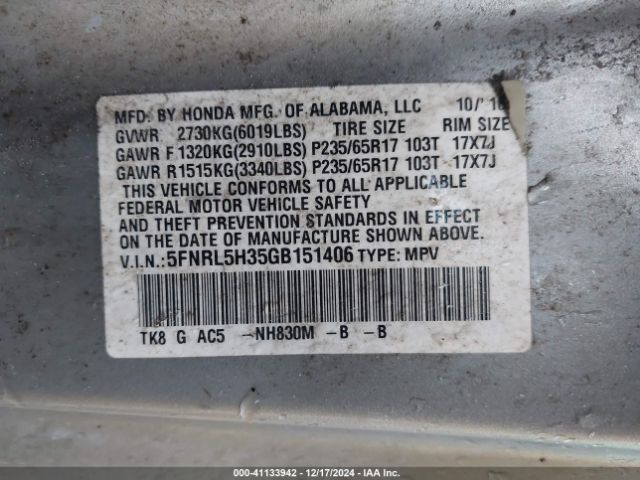 MFD. BY HONDA MFG. OF ALABAMA, LLC 10/
GVWR 2730KG(6019LBS) TIRE SIZE RIM SIZE
GAWR F 1320KG(2910LBS) P235/65R17 103T 17X7J
GAWR R 1515KG(3340LBS) P235/65R17 103T 17X7J
THIS VEHICLE CONFORMS TO ALL APPLICABLE
FEDERAL MOTOR VEHICLE SAFETY
AND THEFT PREVENTION STANDARDS IN EFFECT
ON THE DATE OF MANUFACTURE SHOWN ABOVE.
V.I.N.:5FNRL5H35GB151406 TYPE: MPV
TK8 G AC5 -NH830M -B -B
000-41133942 - 12/17/2024 - IAA Inc.